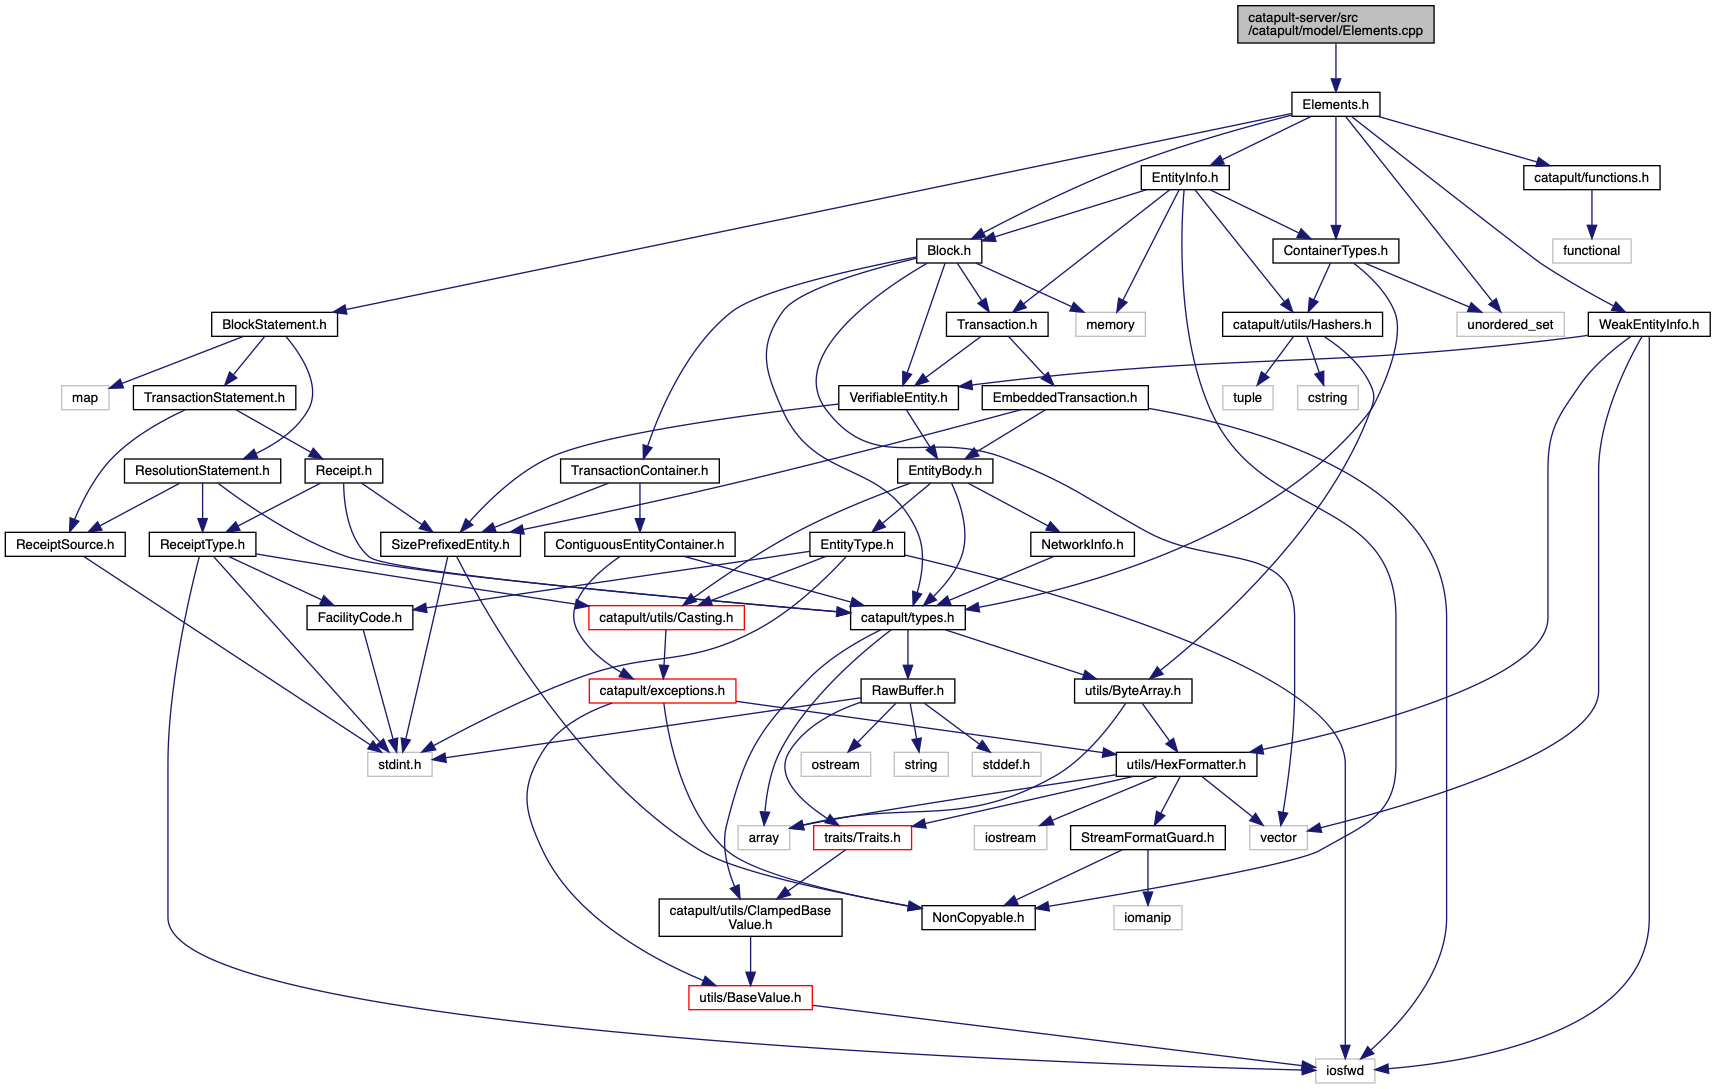 catapult-server/src
/catapult/model/Elements.cpp
Elements.h
EntityInfo.h
catapult/functions.h
Block.h
ContainerTypes.h
functional
BlockStatement.h
Transaction.h
memory
catapult/utils/Hashers.h
unordered_set
WeakEntityInfo.h
map
TransactionStatement.h
VerifiableEntity.h
EmbeddedTransaction.h
tuple
cstring
ResolutionStatement.h
Receipt.h
TransactionContainer.h
EntityBody.h
ReceiptSource.h
ReceiptType.h
SizePrefixedEntity.h
ContiguousEntityContainer.h
EntityType.h
NetworkInfo.h
FacilityCode.h
catapult/utils/Casting.h
catapult/types.h
catapult/exceptions.h
RawBuffer.h
utils/ByteArray.h
stdint.h
ostream
string
stddef.h
utils/HexFormatter.h
array
traits/Traits.h
iostream
StreamFormatGuard.h
vector
catapult/utils/ClampedBase
Value.h
NonCopyable.h
iomanip
utils/BaseValue.h
iosfwd